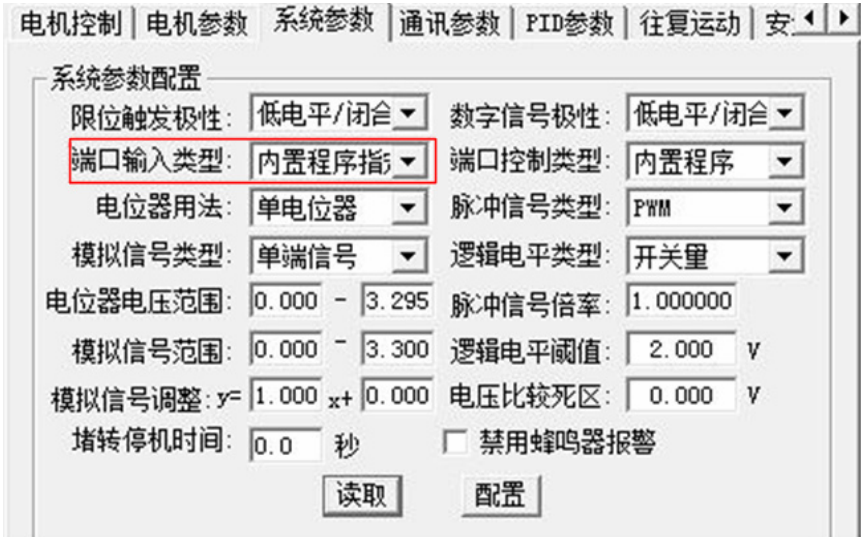 电机控制 电机参数 系统参数 通讯参数 PID参数 往复运动 安
系统参数配置
限位触发极性: 低电平/闭合 数字信号极性: 低电平/闭合
端口输入类型: 内置程序指 端口控制类型: 内置程序
电位器用法: 单电位器 脉冲信号类型: PWM
模拟信号类型: 单端信号 逻辑电平类型: 开关量
电位器电压范围: 0.000 - 3.295 脉冲信号倍率: 1.000000
模拟信号范围: 0.000 - 3.300 逻辑电平阈值: 2.000 V
模拟信号调整: y= 1.000 x+ 0.000 电压比较死区: 0.000 V
堵转停机时间: 0.0 秒 禁用蜂鸣器报警
读取 配置